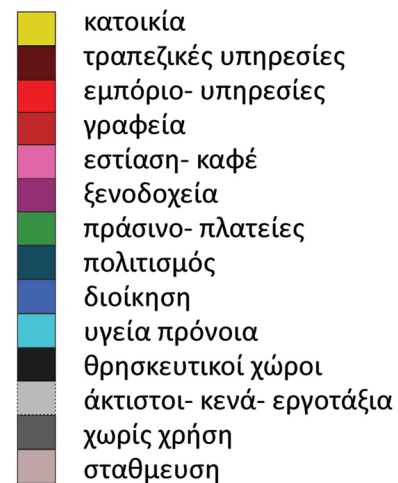 κατοικία
τραπεζικές υπηρεσίες
εμπόριο- υπηρεσίες
γραφεία
εστίαση- καφέ
ξενοδοχεία
πράσινο- πλατείες
πολιτισμός
διοίκηση
υγεία πρόνοια
θρησκευτικοί χώροι
άκτιστοι- κενά- εργοτάξια
χωρίς χρήση
σταθμευση